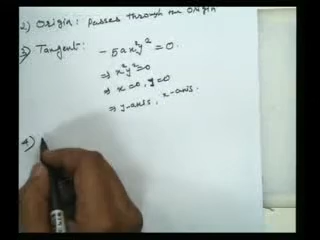 2) Origin: Passes through the Origin
3) Tangent: - 5ax²y² = 0.
⇒ x²y² = 0
⇒ x = 0, y = 0
⇒ y-axis, x-axis.
4)